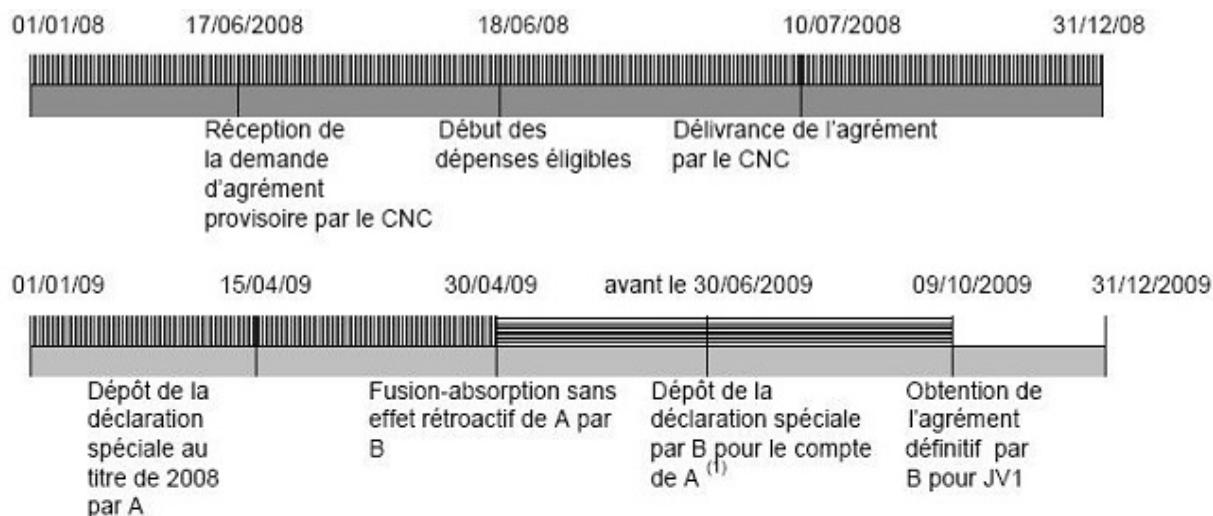 01/01/08 17/06/2008 18/06/08 10/07/2008 31/12/08
Réception de
la demande
d'agrément
provisoire par le CNC
Début des
dépenses éligibles
Délivrance de l'agrément
par le CNC
01/01/09 15/04/09 30/04/09 avant le 30/06/2009 09/10/2009 31/12/2009
Dépôt de la
déclaration
spéciale au
titre de 2008
par A
Fusion-absorption sans
effet rétroactif de A par
B
Dépôt de la
déclaration spéciale
par B pour le compte
de A (1)
Obtention de
l'agrément
définitif par
B pour JV1